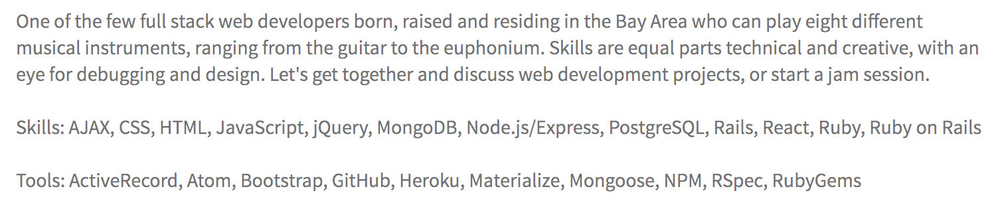 One of the few full stack web developers born, raised and residing in the Bay Area who can play eight different
musical instruments, ranging from the guitar to the euphonium. Skills are equal parts technical and creative, with an
eye for debugging and design. Let's get together and discuss web development projects, or start a jam session.
Skills: AJAX, CSS, HTML, JavaScript, jQuery, MongoDB, Node.js/Express, PostgreSQL, Rails, React, Ruby, Ruby on Rails
Tools: ActiveRecord, Atom, Bootstrap, GitHub, Heroku, Materialize, Mongoose, NPM, RSpec, RubyGems